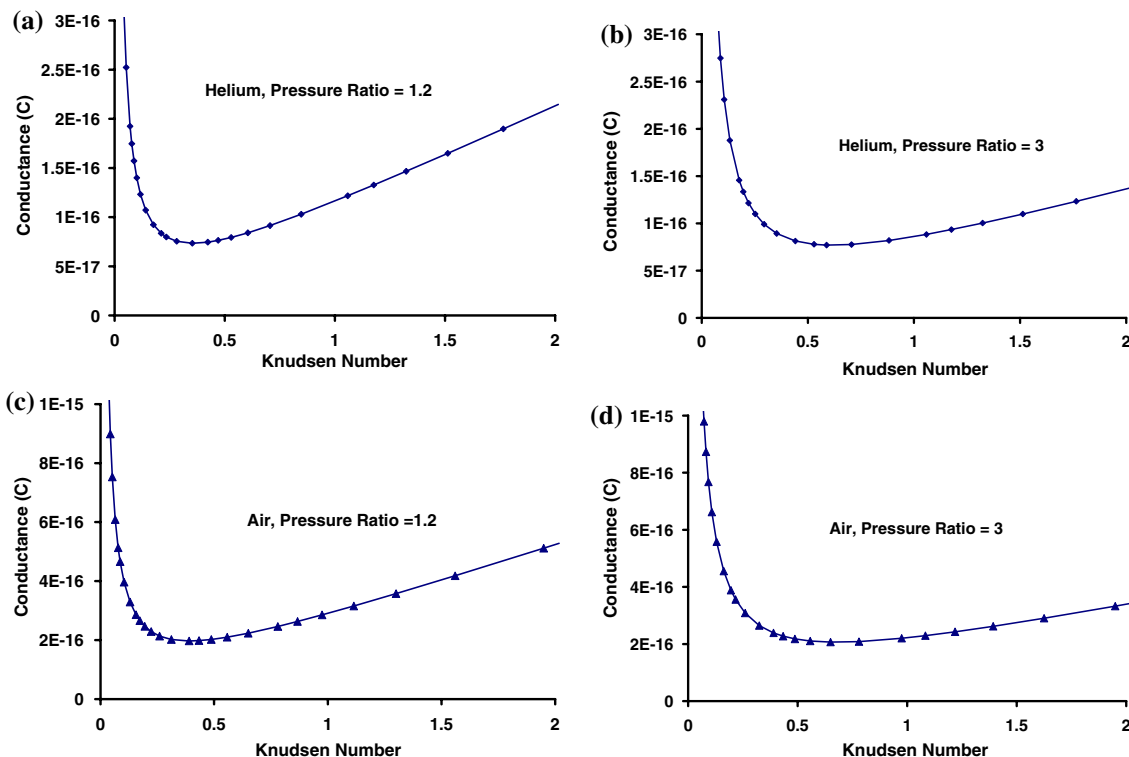 (a)
3E-16
2.5E-16
2E-16
1.5E-16
1E-16
5E-17
0
Conductance (C)
Helium, Pressure Ratio = 1.2
0 0.5 1 1.5 2
Knudsen Number
(b)
3E-16
2.5E-16
2E-16
1.5E-16
1E-16
5E-17
0
Conductance (C)
Helium, Pressure Ratio = 3
0 0.5 1 1.5 2
Knudsen Number
(c)
1E-15
8E-16
6E-16
4E-16
2E-16
0
Conductance (C)
Air, Pressure Ratio =1.2
0 0.5 1 1.5 2
Knudsen Number
(d)
1E-15
8E-16
6E-16
4E-16
2E-16
0
Conductance (C)
Air, Pressure Ratio = 3
0 0.5 1 1.5 2
Knudsen Number